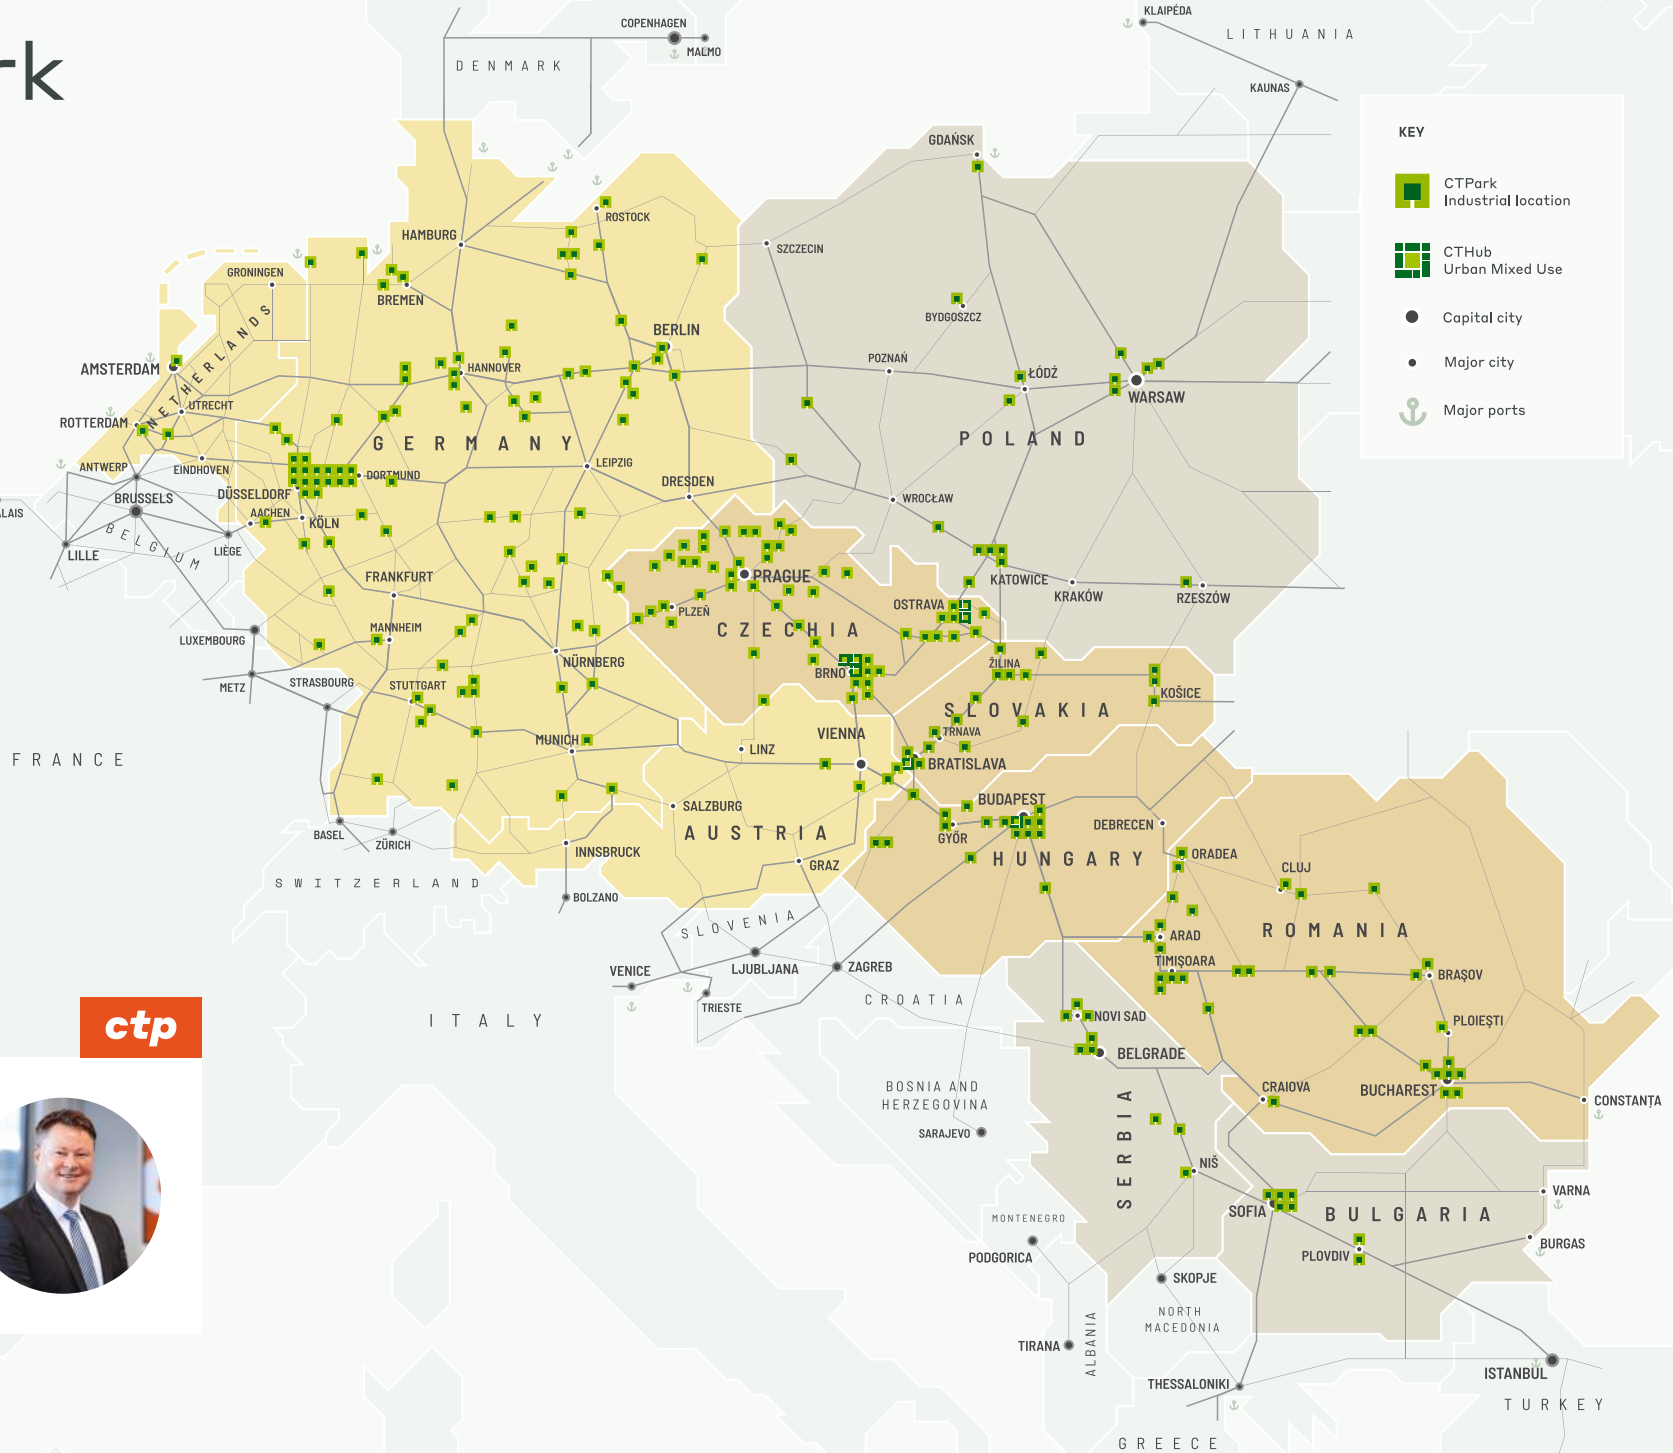 rk
KLAIPĖDA
COPENHAGEN
LITHUANIA
MALMO
DENMARK
KAUNAS
KEY
CTPark
Industrial location
CTHub
Urban Mixed Use
Capital city
Major city
Major ports
GDAŃSK
ROSTOCK
HAMBURG
SZCZECIN
GRONINGEN
BREMEN
BYDGOSZCZ
NETHERLANDS
BERLIN
AMSTERDAM
HANNOVER
POZNAŃ
ŁÓDŹ
WARSAW
UTRECHT
ROTTERDAM
GERMANY
POLAND
ANTWERP
EINDHOVEN
DORTMUND
LEIPZIG
DRESDEN
BRUSSELS
DÜSSELDORF
WROCŁAW
ALAIS
AACHEN
KÖLN
BELGIUM
LILLE
LIÈGE
FRANKFURT
PRAGUE
KATOWICE
KRAKÓW
RZESZÓW
OSTRAVA
PLZEŇ
CZECHIA
LUXEMBOURG
MANNHEIM
NÜRNBERG
ŽILINA
BRNO
METZ
STRASBOURG
STUTTGART
KOŠICE
SLOVAKIA
VIENNA
TRNAVA
MUNICH
LINZ
FRANCE
BRATISLAVA
SALZBURG
BUDAPEST
BASEL
ZÜRICH
AUSTRIA
GYŐR
DEBRECEN
INNSBRUCK
GRAZ
HUNGARY
ORADEA
CLUJ
SWITZERLAND
BOLZANO
SLOVENIA
ROMANIA
ARAD
TIMIȘOARA
VENICE
LJUBLJANA
ZAGREB
BRAȘOV
TRIESTE
CROATIA
ITALY
NOVI SAD
PLOIEȘTI
ctp
BELGRADE
BOSNIA AND
HERZEGOVINA
CRAIOVA
BUCHAREST
CONSTANȚA
SARAJEVO
SERBIA
NIŠ
VARNA
SOFIA
BULGARIA
MONTENEGRO
PODGORICA
PLOVDIV
BURGAS
SKOPJE
NORTH
MACEDONIA
TIRANA
ALBANIA
ISTANBUL
THESSALONIKI
TURKEY
GREECE